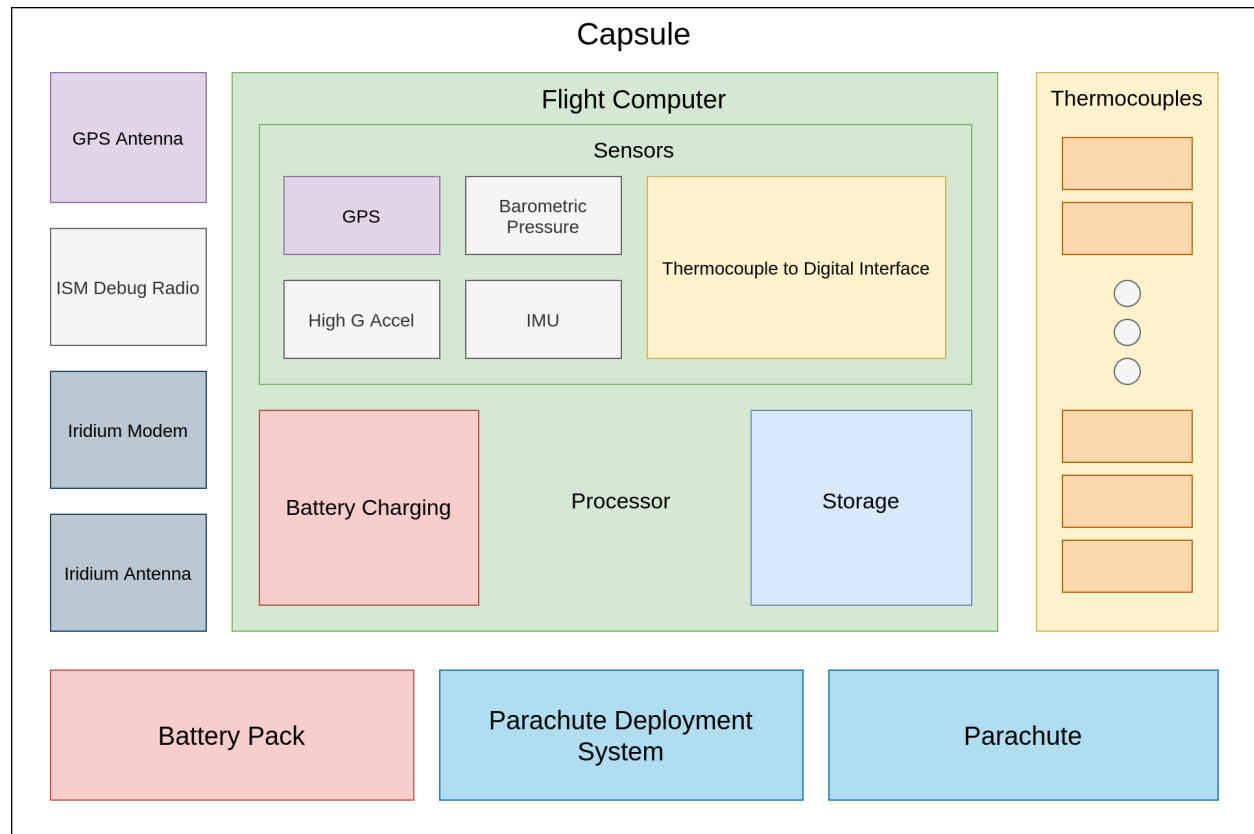 Capsule
GPS Antenna
ISM Debug Radio
Iridium Modem
Iridium Antenna
Flight Computer
Sensors
GPS
Barometric
Pressure
High G Accel
IMU
Thermocouple to Digital Interface
Battery Charging
Processor
Storage
Thermocouples
Battery Pack
Parachute Deployment
System
Parachute